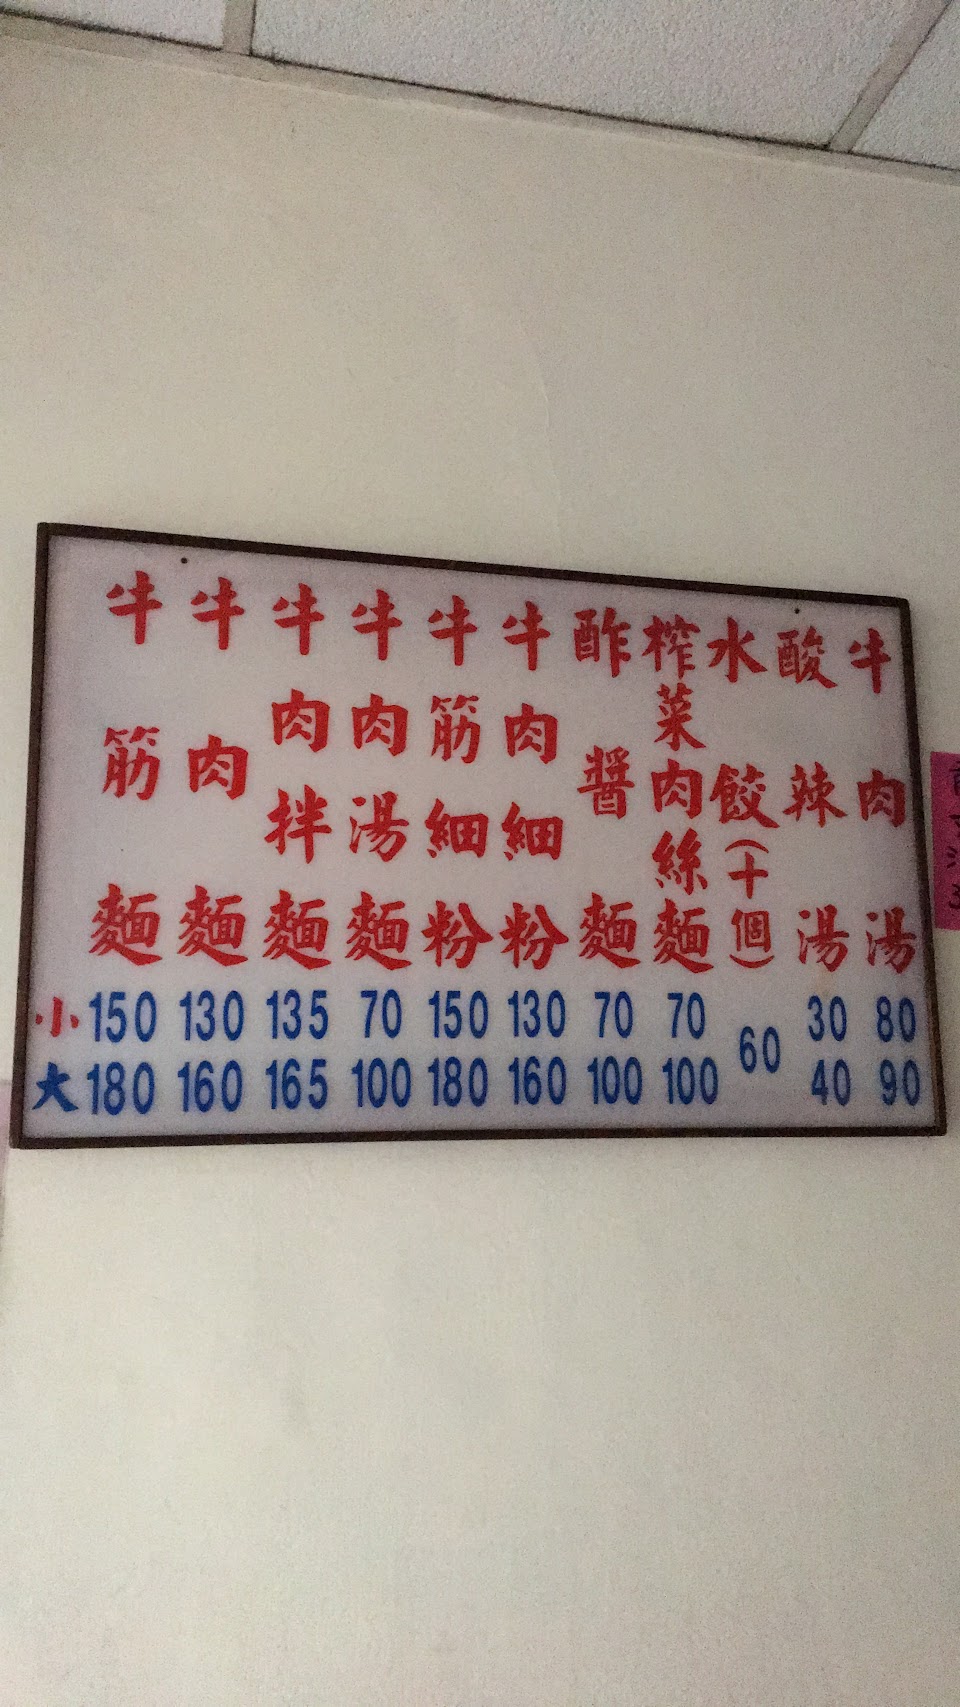 牛肉湯 80 90
酸辣湯 30 40
水餃(十個) 60
榨菜肉絲麵 70 100
酢醬麵 70 100
牛肉細粉 130 160
牛筋細粉 150 180
牛肉湯麵 70 100
牛肉拌麵 135 165
牛肉麵 130 160
牛筋麵 150 180
小
大